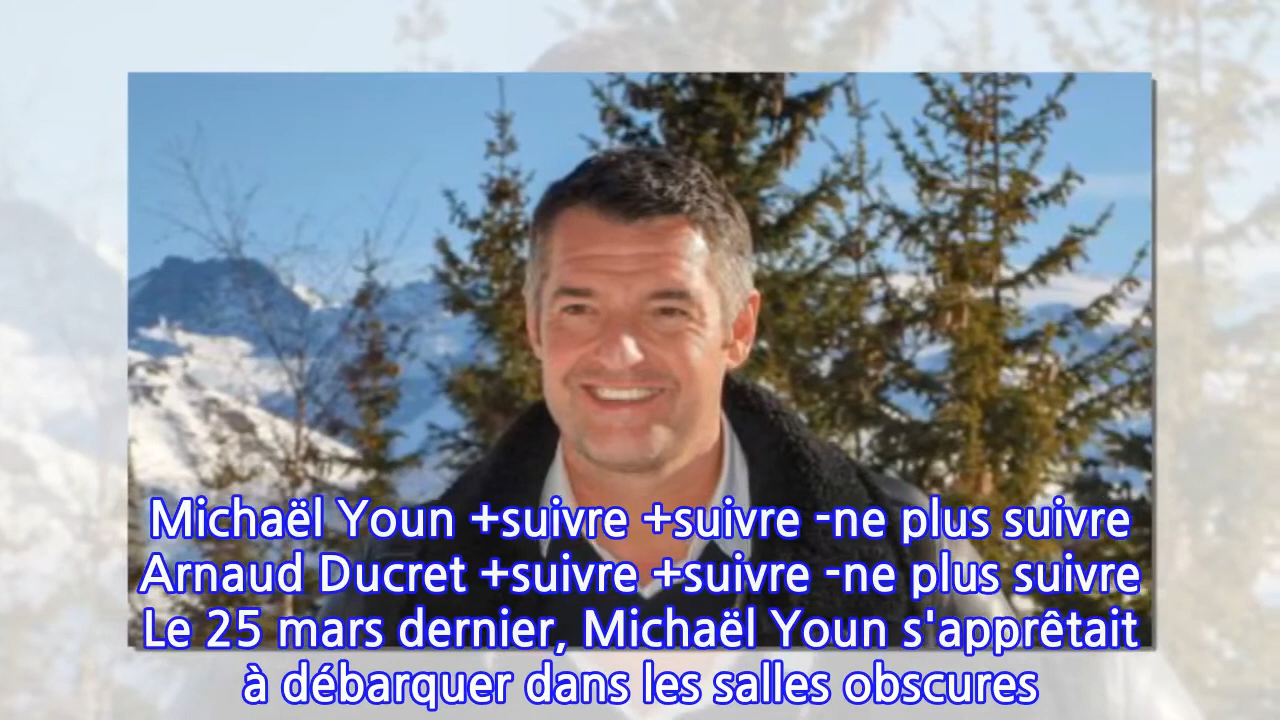 Michaël Youn +suivre +suivre -ne plus suivre
Arnaud Ducret +suivre +suivre -ne plus suivre
Le 25 mars dernier, Michaël Youn s'apprêtait
à débarquer dans les salles obscures